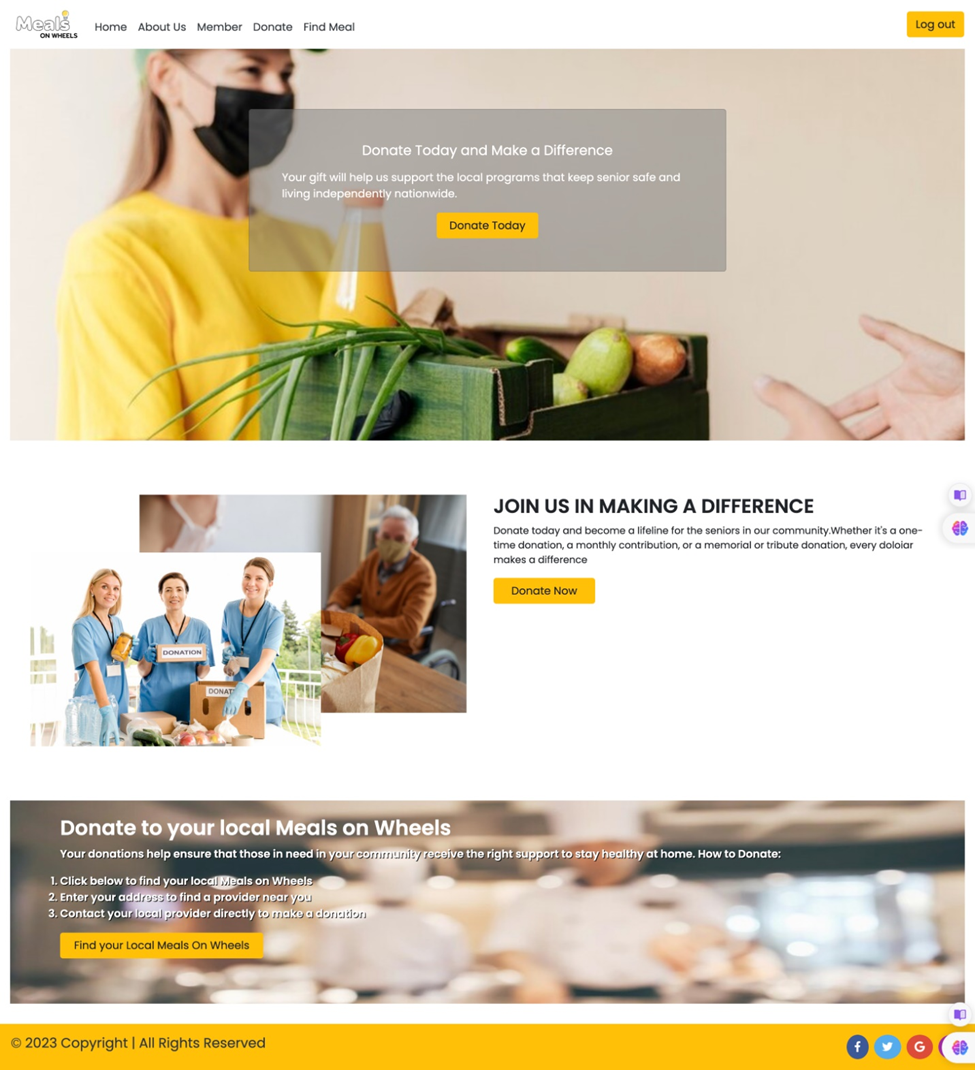 Meals
ON WHEELS
Home About Us Member Donate Find Meal
Log out
Donate Today and Make a Difference
Your gift will help us support the local programs that keep senior safe and
living independently nationwide.
Donate Today
JOIN US IN MAKING A DIFFERENCE
Donate today and become a lifeline for the seniors in our community.Whether it's a one-
time donation, a monthly contribution, or a memorial or tribute donation, every doloiar
makes a difference
Donate Now
DONATION
DONAT
Donate to your local Meals on Wheels
Your donations help ensure that those in need in your community receive the right support to stay healthy at home. How to Donate:
1. Click below to find your local Meals on Wheels
2. Enter your address to find a provider near you
3. Contact your local provider directly to make a donation
Find your Local Meals On Wheels
© 2023 Copyright | All Rights Reserved